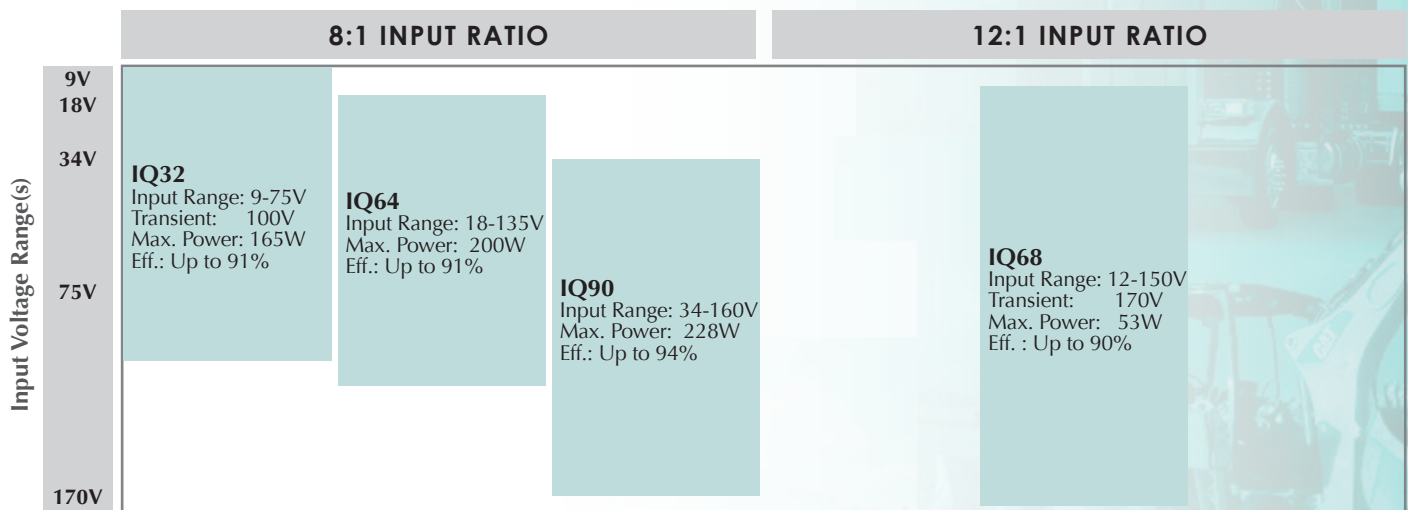 8:1 INPUT RATIO
12:1 INPUT RATIO
Input Voltage Range(s)
9V
18V
34V
75V
170V
IQ32
Input Range: 9-75V
Transient: 100V
Max. Power: 165W
Eff.: Up to 91%
IQ64
Input Range: 18-135V
Max. Power: 200W
Eff.: Up to 91%
IQ90
Input Range: 34-160V
Max. Power: 228W
Eff.: Up to 94%
IQ68
Input Range: 12-150V
Transient: 170V
Max. Power: 53W
Eff. : Up to 90%
CAT